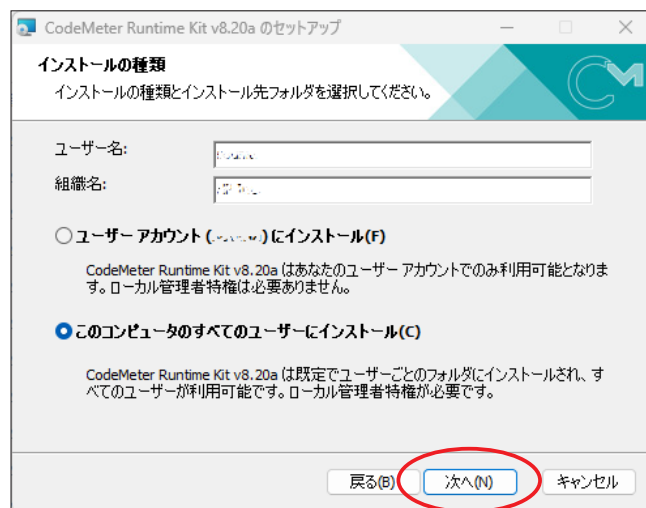 CodeMeter Runtime Kit v8.20a のセットアップ
インストールの種類
インストールの種類とインストール先フォルダを選択してください。
ユーザー名:
組織名:
ユーザー アカウント ( ) にインストール(F)
CodeMeter Runtime Kit v8.20a はあなたのユーザー アカウントでのみ利用可能となりま
す。ローカル管理者特権は必要ありません。
このコンピュータのすべてのユーザーにインストール(C)
CodeMeter Runtime Kit v8.20a は既定でユーザーごとのフォルダにインストールされ、す
べてのユーザーが利用可能です。ローカル管理者特権が必要です。
戻る(B) 次へ(N) キャンセル